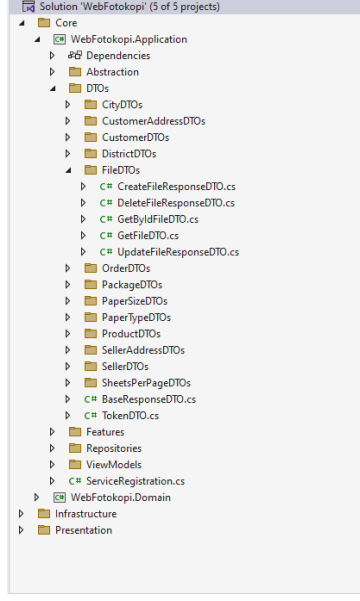 Solution 'WebFotokopi' (5 of 5 projects)
Core
C# WebFotokopi.Application
Dependencies
Abstraction
DTOs
CityDTOs
CustomerAddressDTOs
CustomerDTOs
DistrictDTOs
FileDTOs
C# CreateFileResponseDTO.cs
C# DeleteFileResponseDTO.cs
C# GetByIdFileDTO.cs
C# GetFileDTO.cs
C# UpdateFileResponseDTO.cs
OrderDTOs
PackageDTOs
PaperSizeDTOs
PaperTypeDTOs
ProductDTOs
SellerAddressDTOs
SellerDTOs
SheetsPerPageDTOs
C# BaseResponseDTO.cs
C# TokenDTO.cs
Features
Repositories
ViewModels
C# ServiceRegistration.cs
C# WebFotokopi.Domain
Infrastructure
Presentation